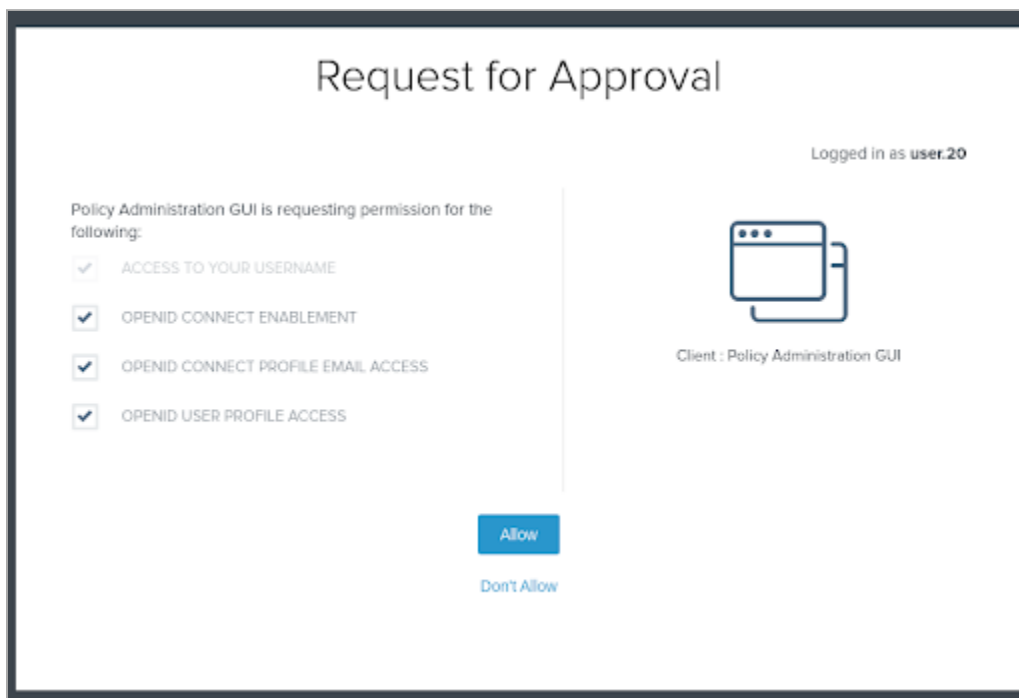 Request for Approval
Logged in as user.20
Policy Administration GUI is requesting permission for the
following:
ACCESS TO YOUR USERNAME
OPENID CONNECT ENABLEMENT
OPENID CONNECT PROFILE EMAIL ACCESS
OPENID USER PROFILE ACCESS
Client : Policy Administration GUI
Allow
Don't Allow